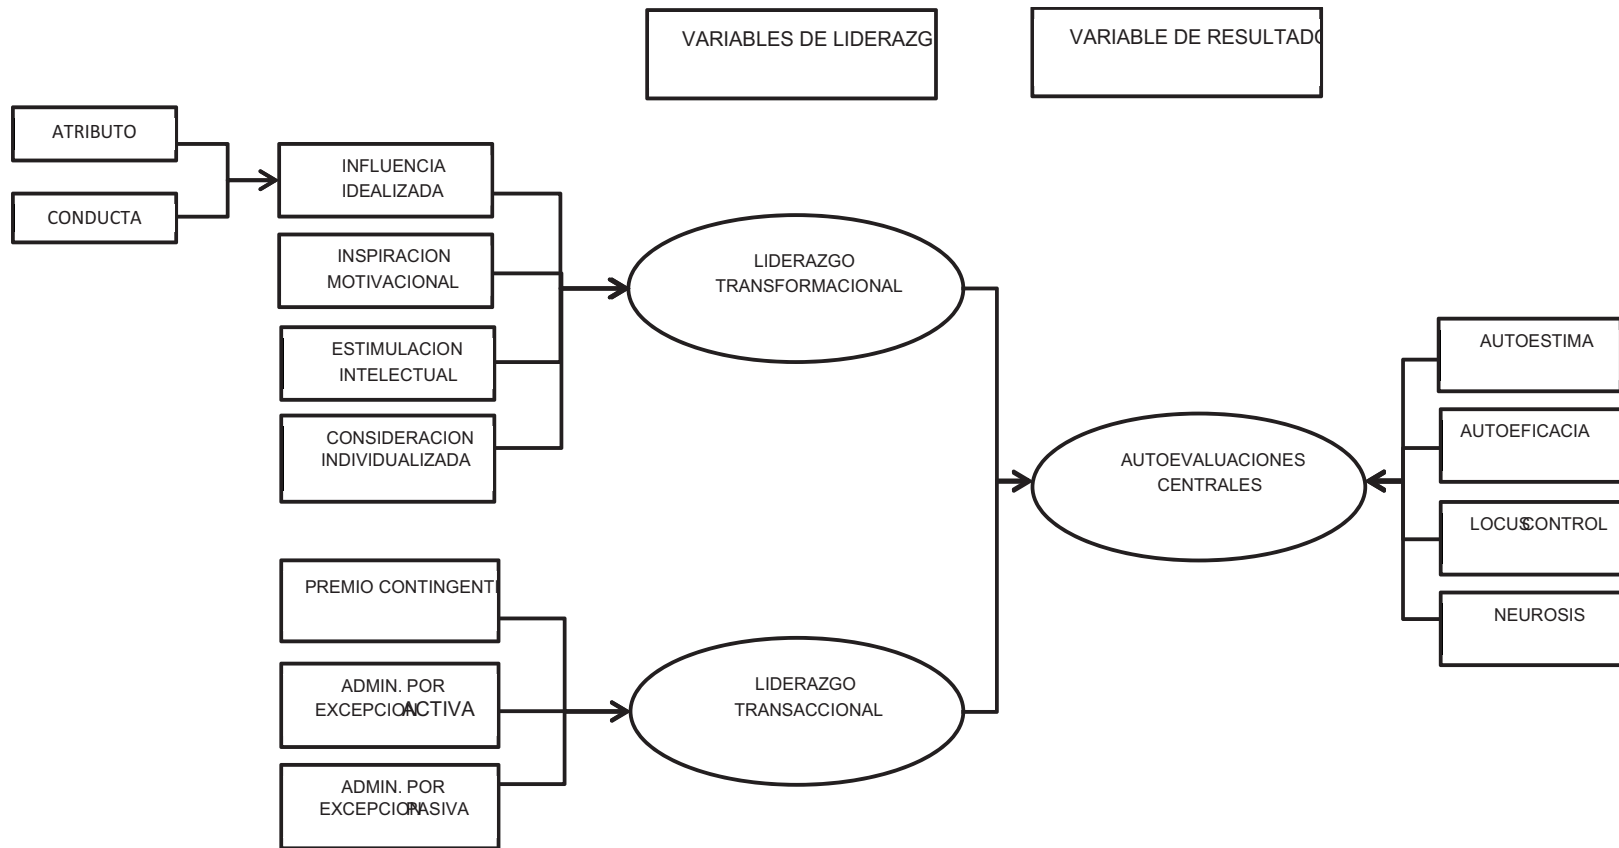 VARIABLES DE LIDERAZG
VARIABLE DE RESULTADO
ATRIBUTO
CONDUCTA
INFLUENCIA
IDEALIZADA
INSPIRACION
MOTIVACIONAL
ESTIMULACION
INTELECTUAL
CONSIDERACION
INDIVIDUALIZADA
LIDERAZGO
TRANSFORMACIONAL
PREMIO CONTINGENTE
ADMIN. POR
EXCEPCION ACTIVA
ADMIN. POR
EXCEPCION PASIVA
LIDERAZGO
TRANSACCIONAL
AUTOEVALUACIONES
CENTRALES
AUTOESTIMA
AUTOEFICACIA
LOCUS CONTROL
NEUROSIS